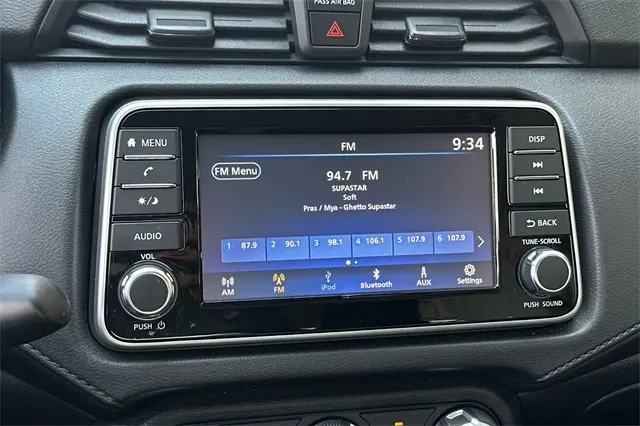 PASS AIR BAG
MENU
AUDIO
VOL
PUSH
FM
9:34
FM Menu
94.7 FM
SUPASTAR
Soft
Pras / Mya - Ghetto Supastar
1 87.9 2 90.1 3 98.1 4 106.1 5 107.9 6 107.9
AM FM iPod Bluetooth AUX Settings
DISP
BACK
TUNE·SCROLL
PUSH SOUND